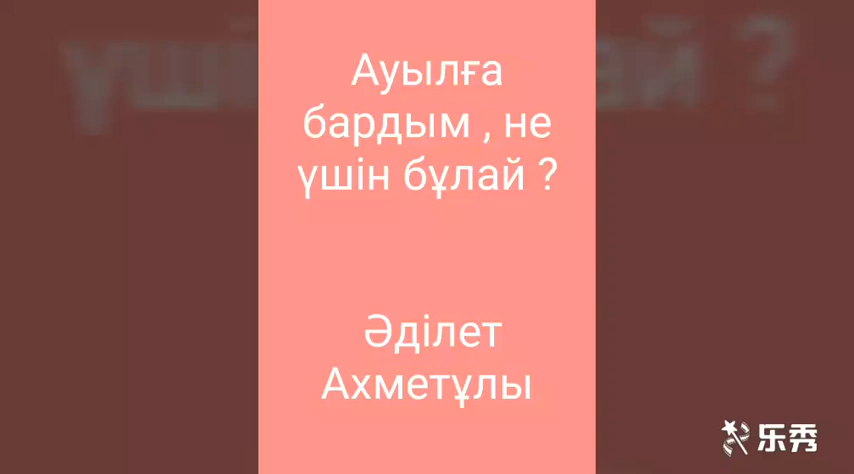 Ауылға
бардым , не
үшін бұлай ?
Әділет
Ахметұлы
乐秀